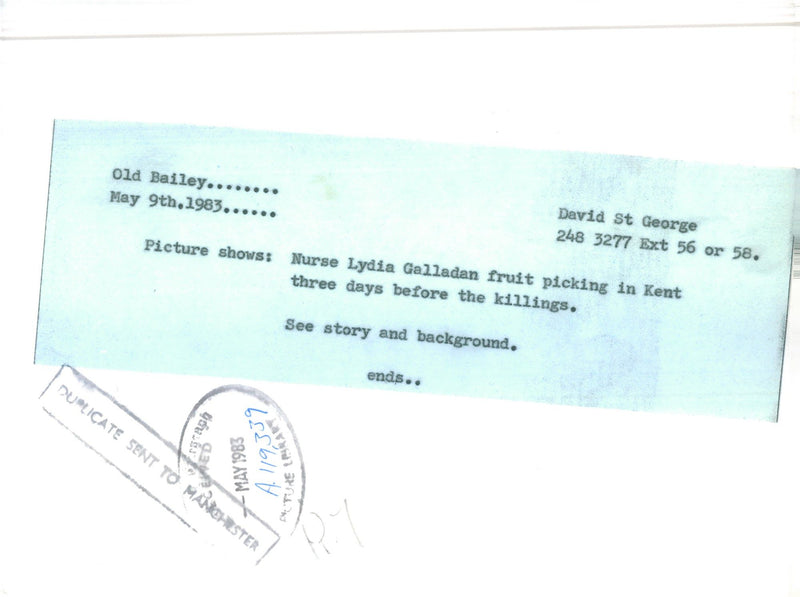 Old Bailey........
May 9th.1983......
David St George
248 3277 Ext 56 or 58.
Picture shows: Nurse Lydia Galladan fruit picking in Kent
three days before the killings.
See story and background.
ends..
DUPLICATE SENT TO MANCHESTER
- MAY 1983
A119339
PICTURE LIBRARY